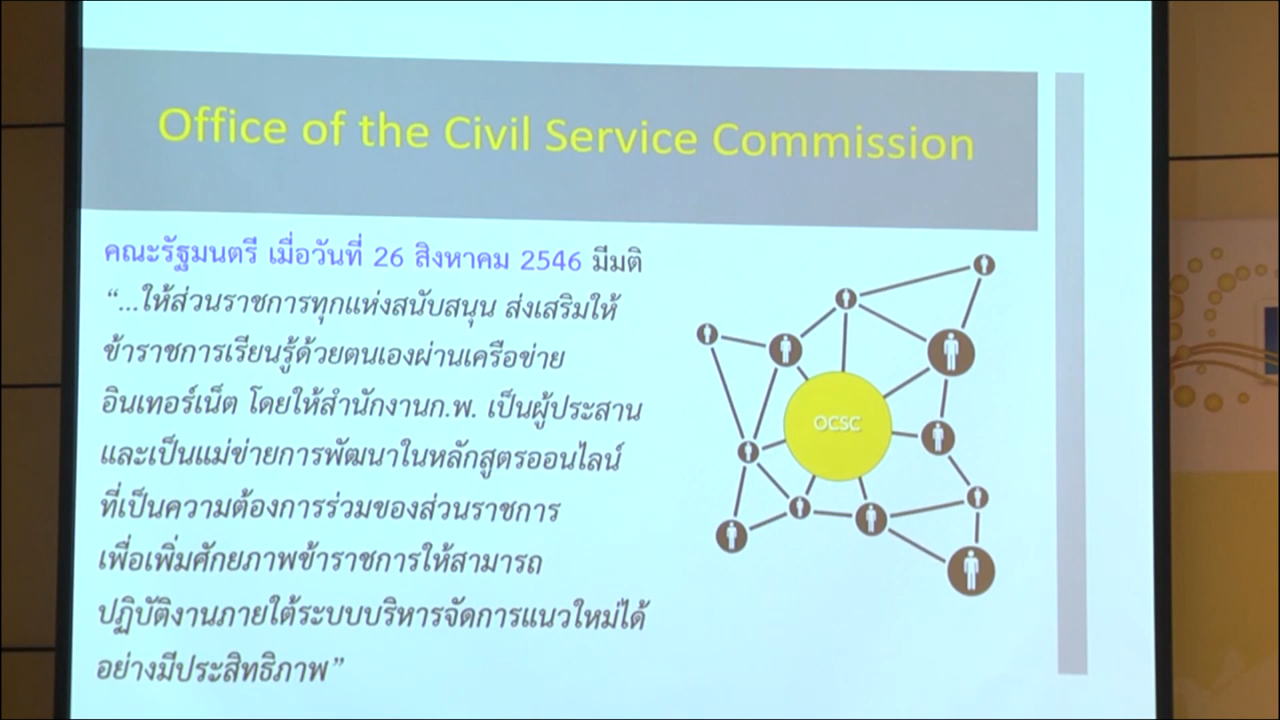 Office of the Civil Service Commission
คณะรัฐมนตรี เมื่อวันที่ 26 สิงหาคม 2546 มีมติ
“...ให้ส่วนราชการทุกแห่งสนับสนุน ส่งเสริมให้
ข้าราชการเรียนรู้ด้วยตนเองผ่านเครือข่าย
อินเทอร์เน็ต โดยให้สำนักงานก.พ. เป็นผู้ประสาน
และเป็นแม่ข่ายการพัฒนาในหลักสูตรออนไลน์
ที่เป็นความต้องการร่วมของส่วนราชการ
เพื่อเพิ่มศักยภาพข้าราชการให้สามารถ
ปฏิบัติงานภายใต้ระบบบริหารจัดการแนวใหม่ได้
อย่างมีประสิทธิภาพ”
OCSC